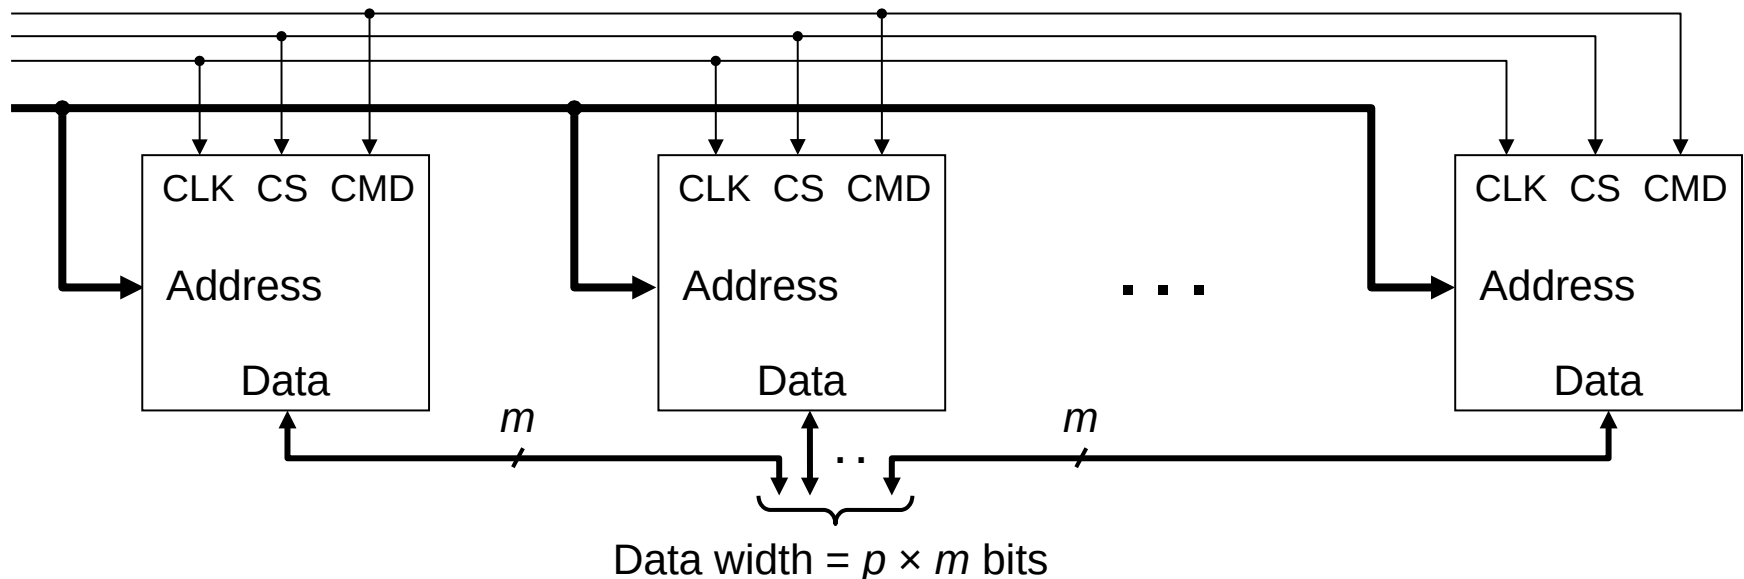 CLK CS CMD
Address
Data
CLK CS CMD
Address
Data
. . .
CLK CS CMD
Address
Data
m
. .
m
Data width = p × m bits